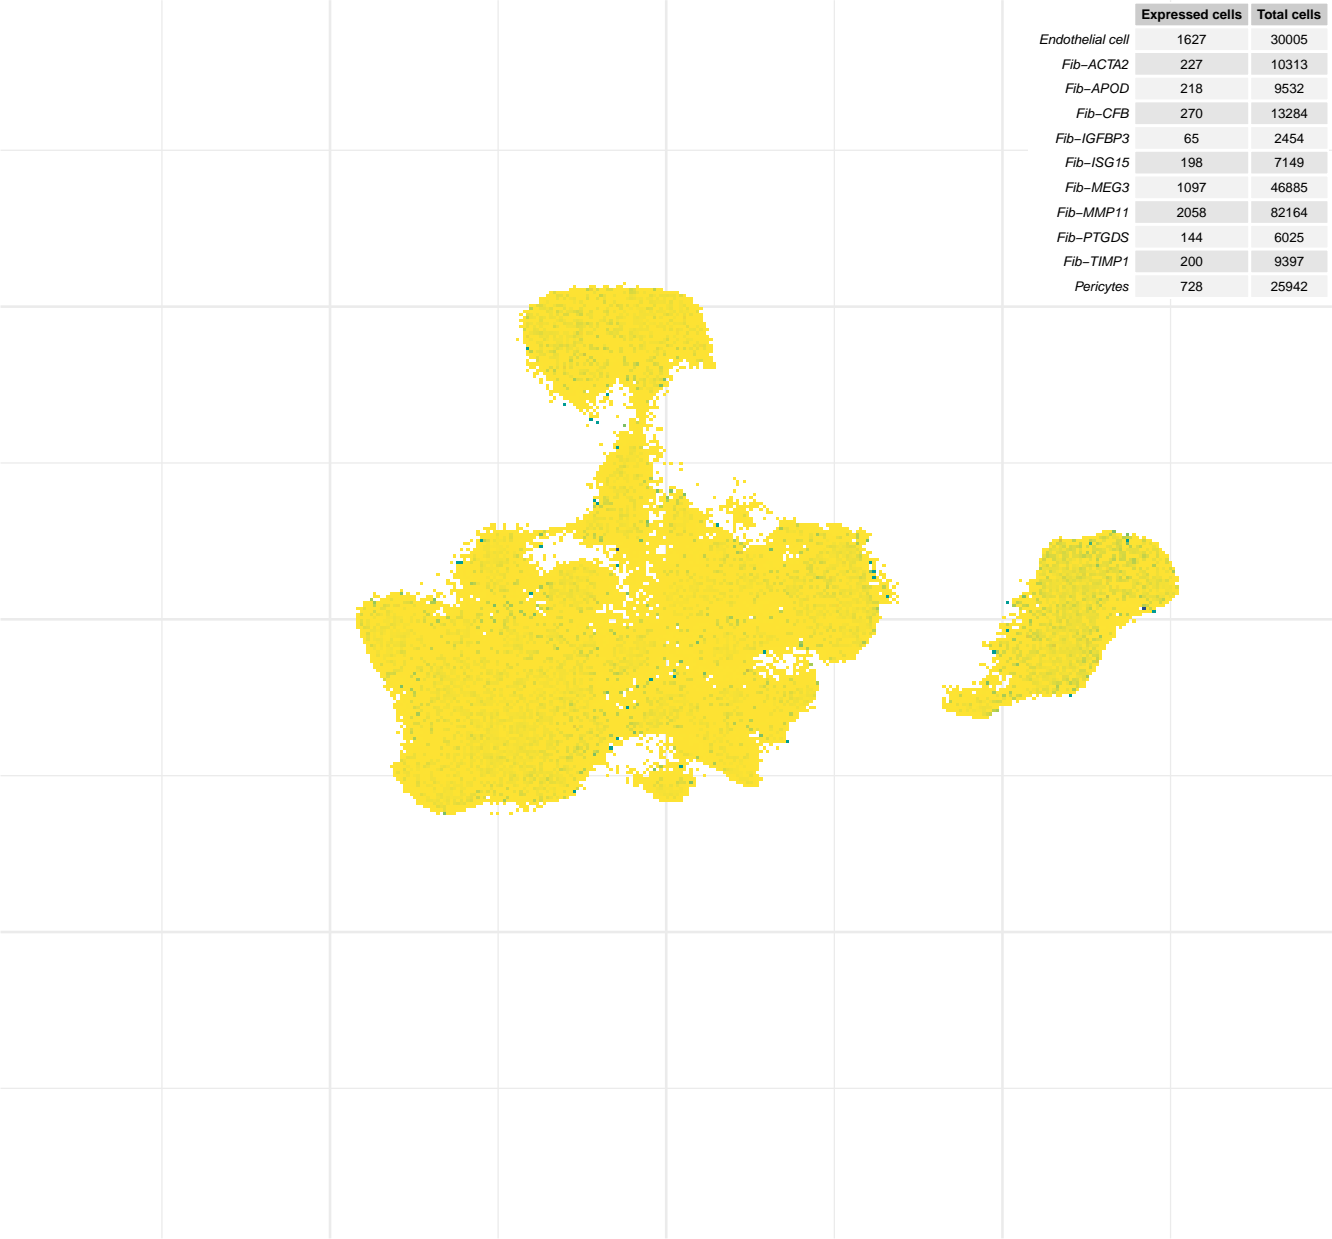 Expressed cells Total cells
Endothelial cell 1627 30005
Fib−ACTA2 227 10313
Fib−APOD 218 9532
Fib−CFB 270 13284
Fib−IGFBP3 65 2454
Fib−ISG15 198 7149
Fib−MEG3 1097 46885
Fib−MMP11 2058 82164
Fib−PTGDS 144 6025
Fib−TIMP1 200 9397
Pericytes 728 25942